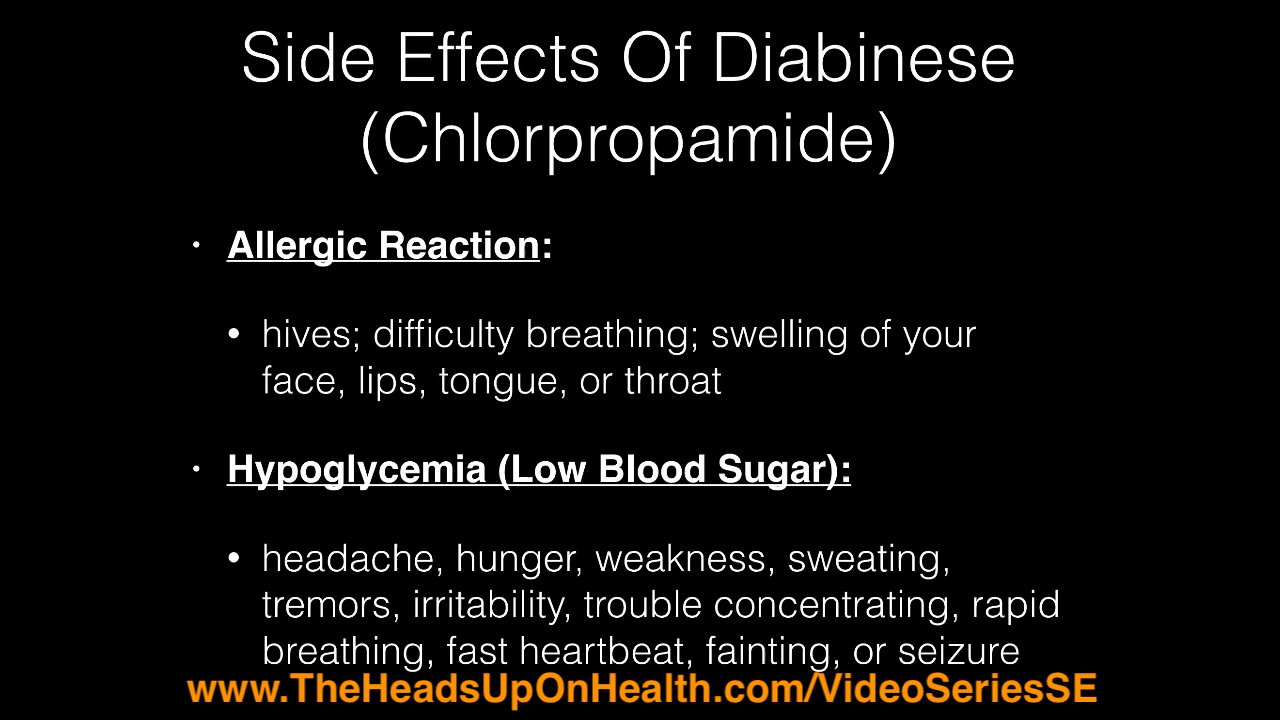 Side Effects Of Diabinese
(Chlorpropamide)
• Allergic Reaction:
• hives; difficulty breathing; swelling of your
face, lips, tongue, or throat
• Hypoglycemia (Low Blood Sugar):
• headache, hunger, weakness, sweating,
tremors, irritability, trouble concentrating, rapid
breathing, fast heartbeat, fainting, or seizure
www.TheHeadsUpOnHealth.com/VideoSeriesSE